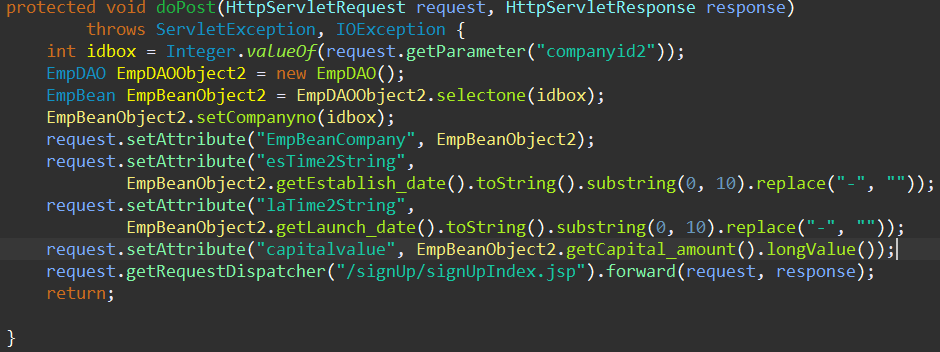 protected void doPost(HttpServletRequest request, HttpServletResponse response)
throws ServletException, IOException {
int idbox = Integer.valueOf(request.getParameter("companyid2"));
EmpDAO EmpDAOObject2 = new EmpDAO();
EmpBean EmpBeanObject2 = EmpDAOObject2.selectone(idbox);
EmpBeanObject2.setCompanyno(idbox);
request.setAttribute("EmpBeanCompany", EmpBeanObject2);
request.setAttribute("esTime2String",
EmpBeanObject2.getEstablish_date().toString().substring(0, 10).replace("-", ""));
request.setAttribute("laTime2String",
EmpBeanObject2.getLaunch_date().toString().substring(0, 10).replace("-", ""));
request.setAttribute("capitalvalue", EmpBeanObject2.getCapital_amount().longValue());
request.getRequestDispatcher("/signUp/signUpIndex.jsp").forward(request, response);
return;
}